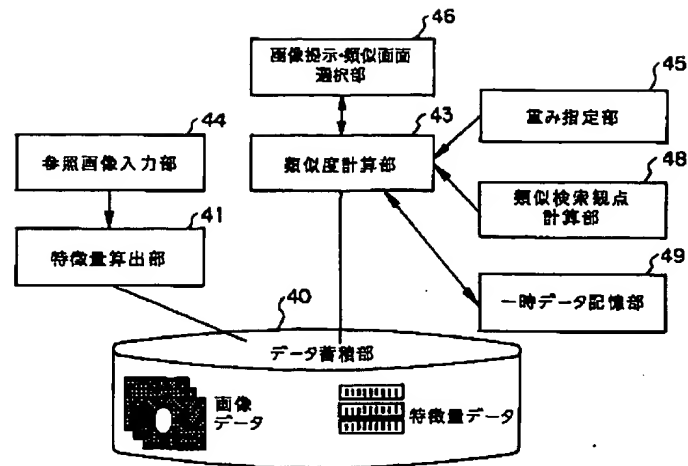 46
画像提示・類似画面
選択部
45
重み指定部
44
参照画像入力部
43
類似度計算部
48
類似検索観点
計算部
41
特徴量算出部
49
一時データ記憶部
40
データ蓄積部
画像
データ
特徴量データ